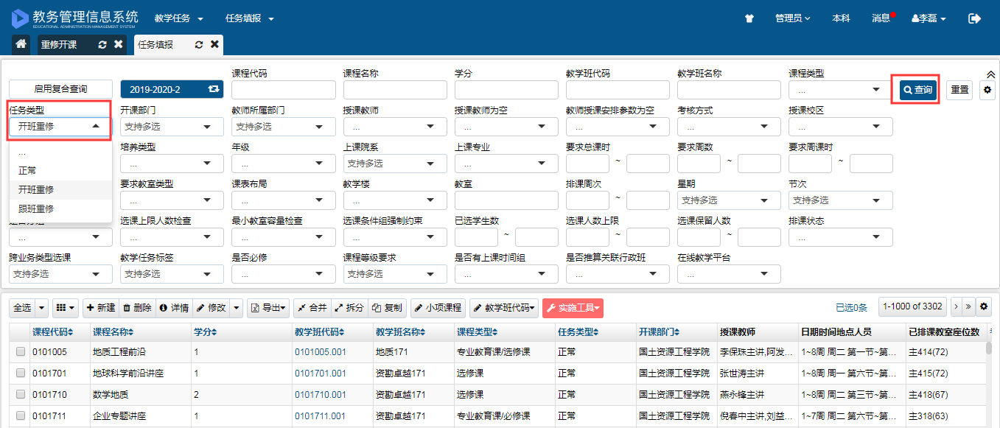 教务管理信息系统 教学任务 任务填报 管理员 本科 消息 李磊
EDUCATIONAL ADMINISTRATION MANAGEMENT SYSTEM
重修开课 任务填报
课程代码 课程名称 学分 教学班代码 教学班名称 课程类型
启用复合查询 2019-2020-2 ... 查询 重置
任务类型 开课部门 教师所属部门 授课教师 授课教师为空 教师授课安排参数为空 考核方式 授课校区
开班重修 支持多选 支持多选 ... ... ... ... ...
培养类型 年级 上课院系 上课专业 要求总课时 要求周数 要求周课时
... ... ... 支持多选 ... ~ ~ ~
正常
要求教室类型 课表布局 教学楼 教室 排课周次 星期 节次
开班重修 ... ... ... ~ 支持多选 支持多选
跟班重修
选课上限人数检查 最小教室容量检查 选课条件组强制约束 已选学生数 选课人数上限 选课保留人数 排课状态
... ... ... ... ~ ~ ~ ...
跨业务类型选课 教学任务标签 是否必修 课程等级要求 是否有上课时间组 是否推算关联行政班 在线教学平台
支持多选 支持多选 ... 支持多选 ... ... ...
全选 新建 删除 详情 修改 导出 合并 拆分 复制 小项课程 教学班代码 实施工具 已选0条 1-1000 of 3302 › »
课程代码 课程名称 学分 教学班代码 教学班名称 课程类型 任务类型 开课部门 授课教师 日期时间地点人员 已排课教室座位数
0101005 地质工程前沿 1 0101005.001 地质171 专业教育课/选修课 正常 国土资源工程学院 李保珠主讲,阿发... 1~8周 周二 第一节~第... 主414(72)
0101701 地球科学前沿讲座 1 0101701.001 资勘卓越171 选修课 正常 国土资源工程学院 张世涛主讲 1~8周 周一 第六节~第... 主415(72)
0101710 数学地质 2 0101710.001 资勘卓越171 选修课 正常 国土资源工程学院 燕永锋主讲 1~8周 周二 第三节~第... 主418(67)
0101711 企业专题讲座 1 0101711.001 资勘卓越171 专业教育课/必修课 正常 国土资源工程学院 倪春中主讲,刘益... 1~7周 周二 第六节~第... 主318(63)